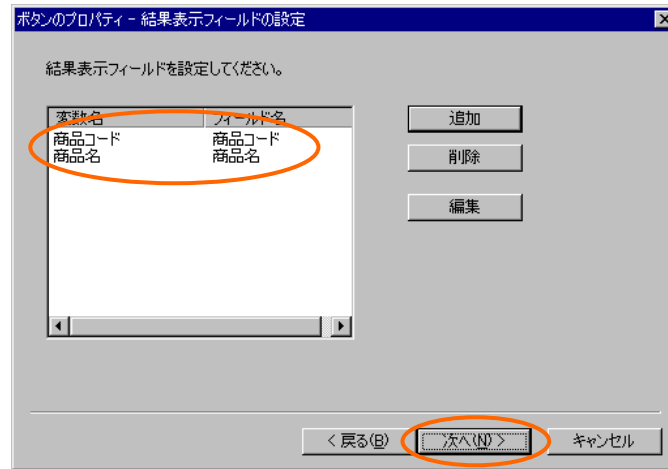 ボタンのプロパティ - 結果表示フィールドの設定
結果表示フィールドを設定してください。
変数名 フィールド名
商品コード 商品コード
商品名 商品名
追加
削除
編集
< 戻る(B) 次へ(N) > キャンセル